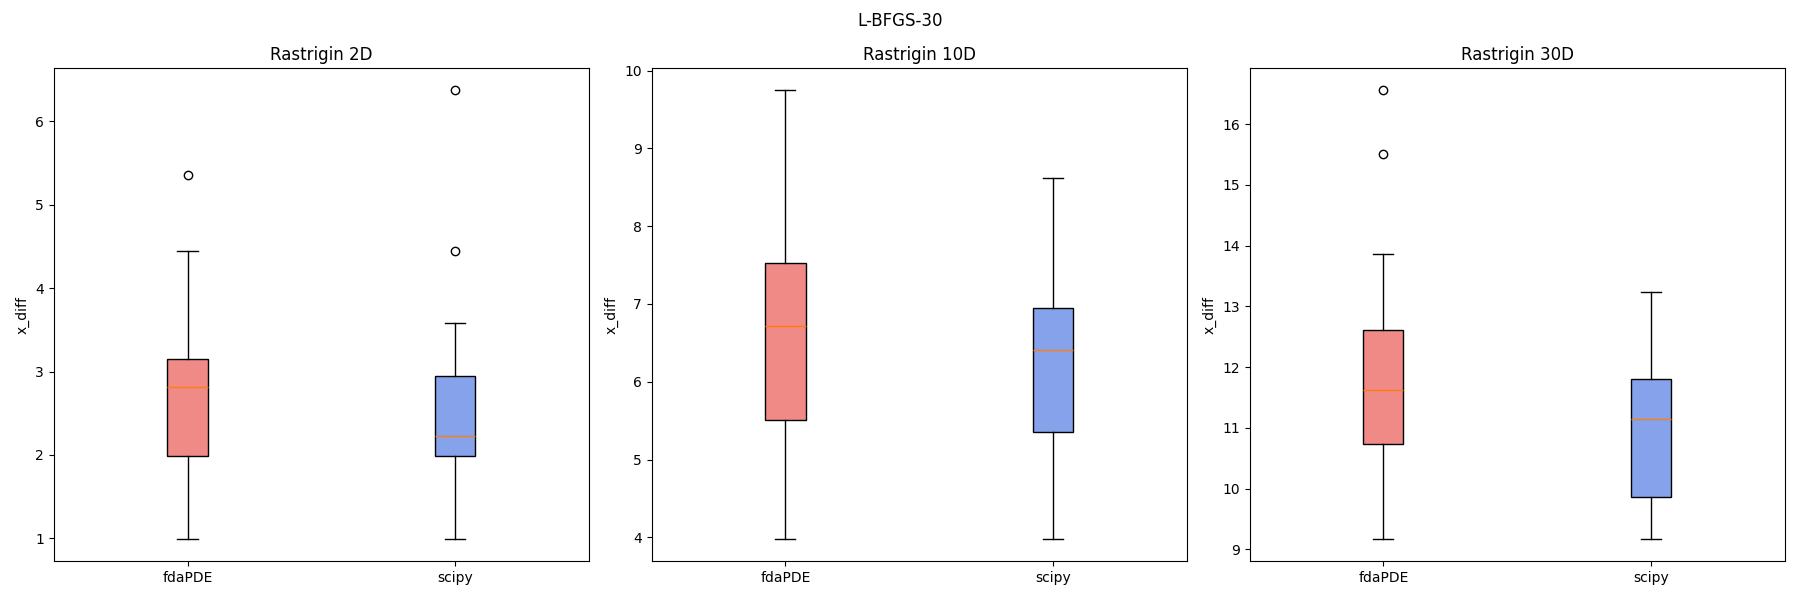 L-BFGS-30
Rastrigin 2D
x_diff
6
5
4
3
2
1
fdaPDE
scipy
Rastrigin 10D
x_diff
10
9
8
7
6
5
4
fdaPDE
scipy
Rastrigin 30D
x_diff
16
15
14
13
12
11
10
9
fdaPDE
scipy